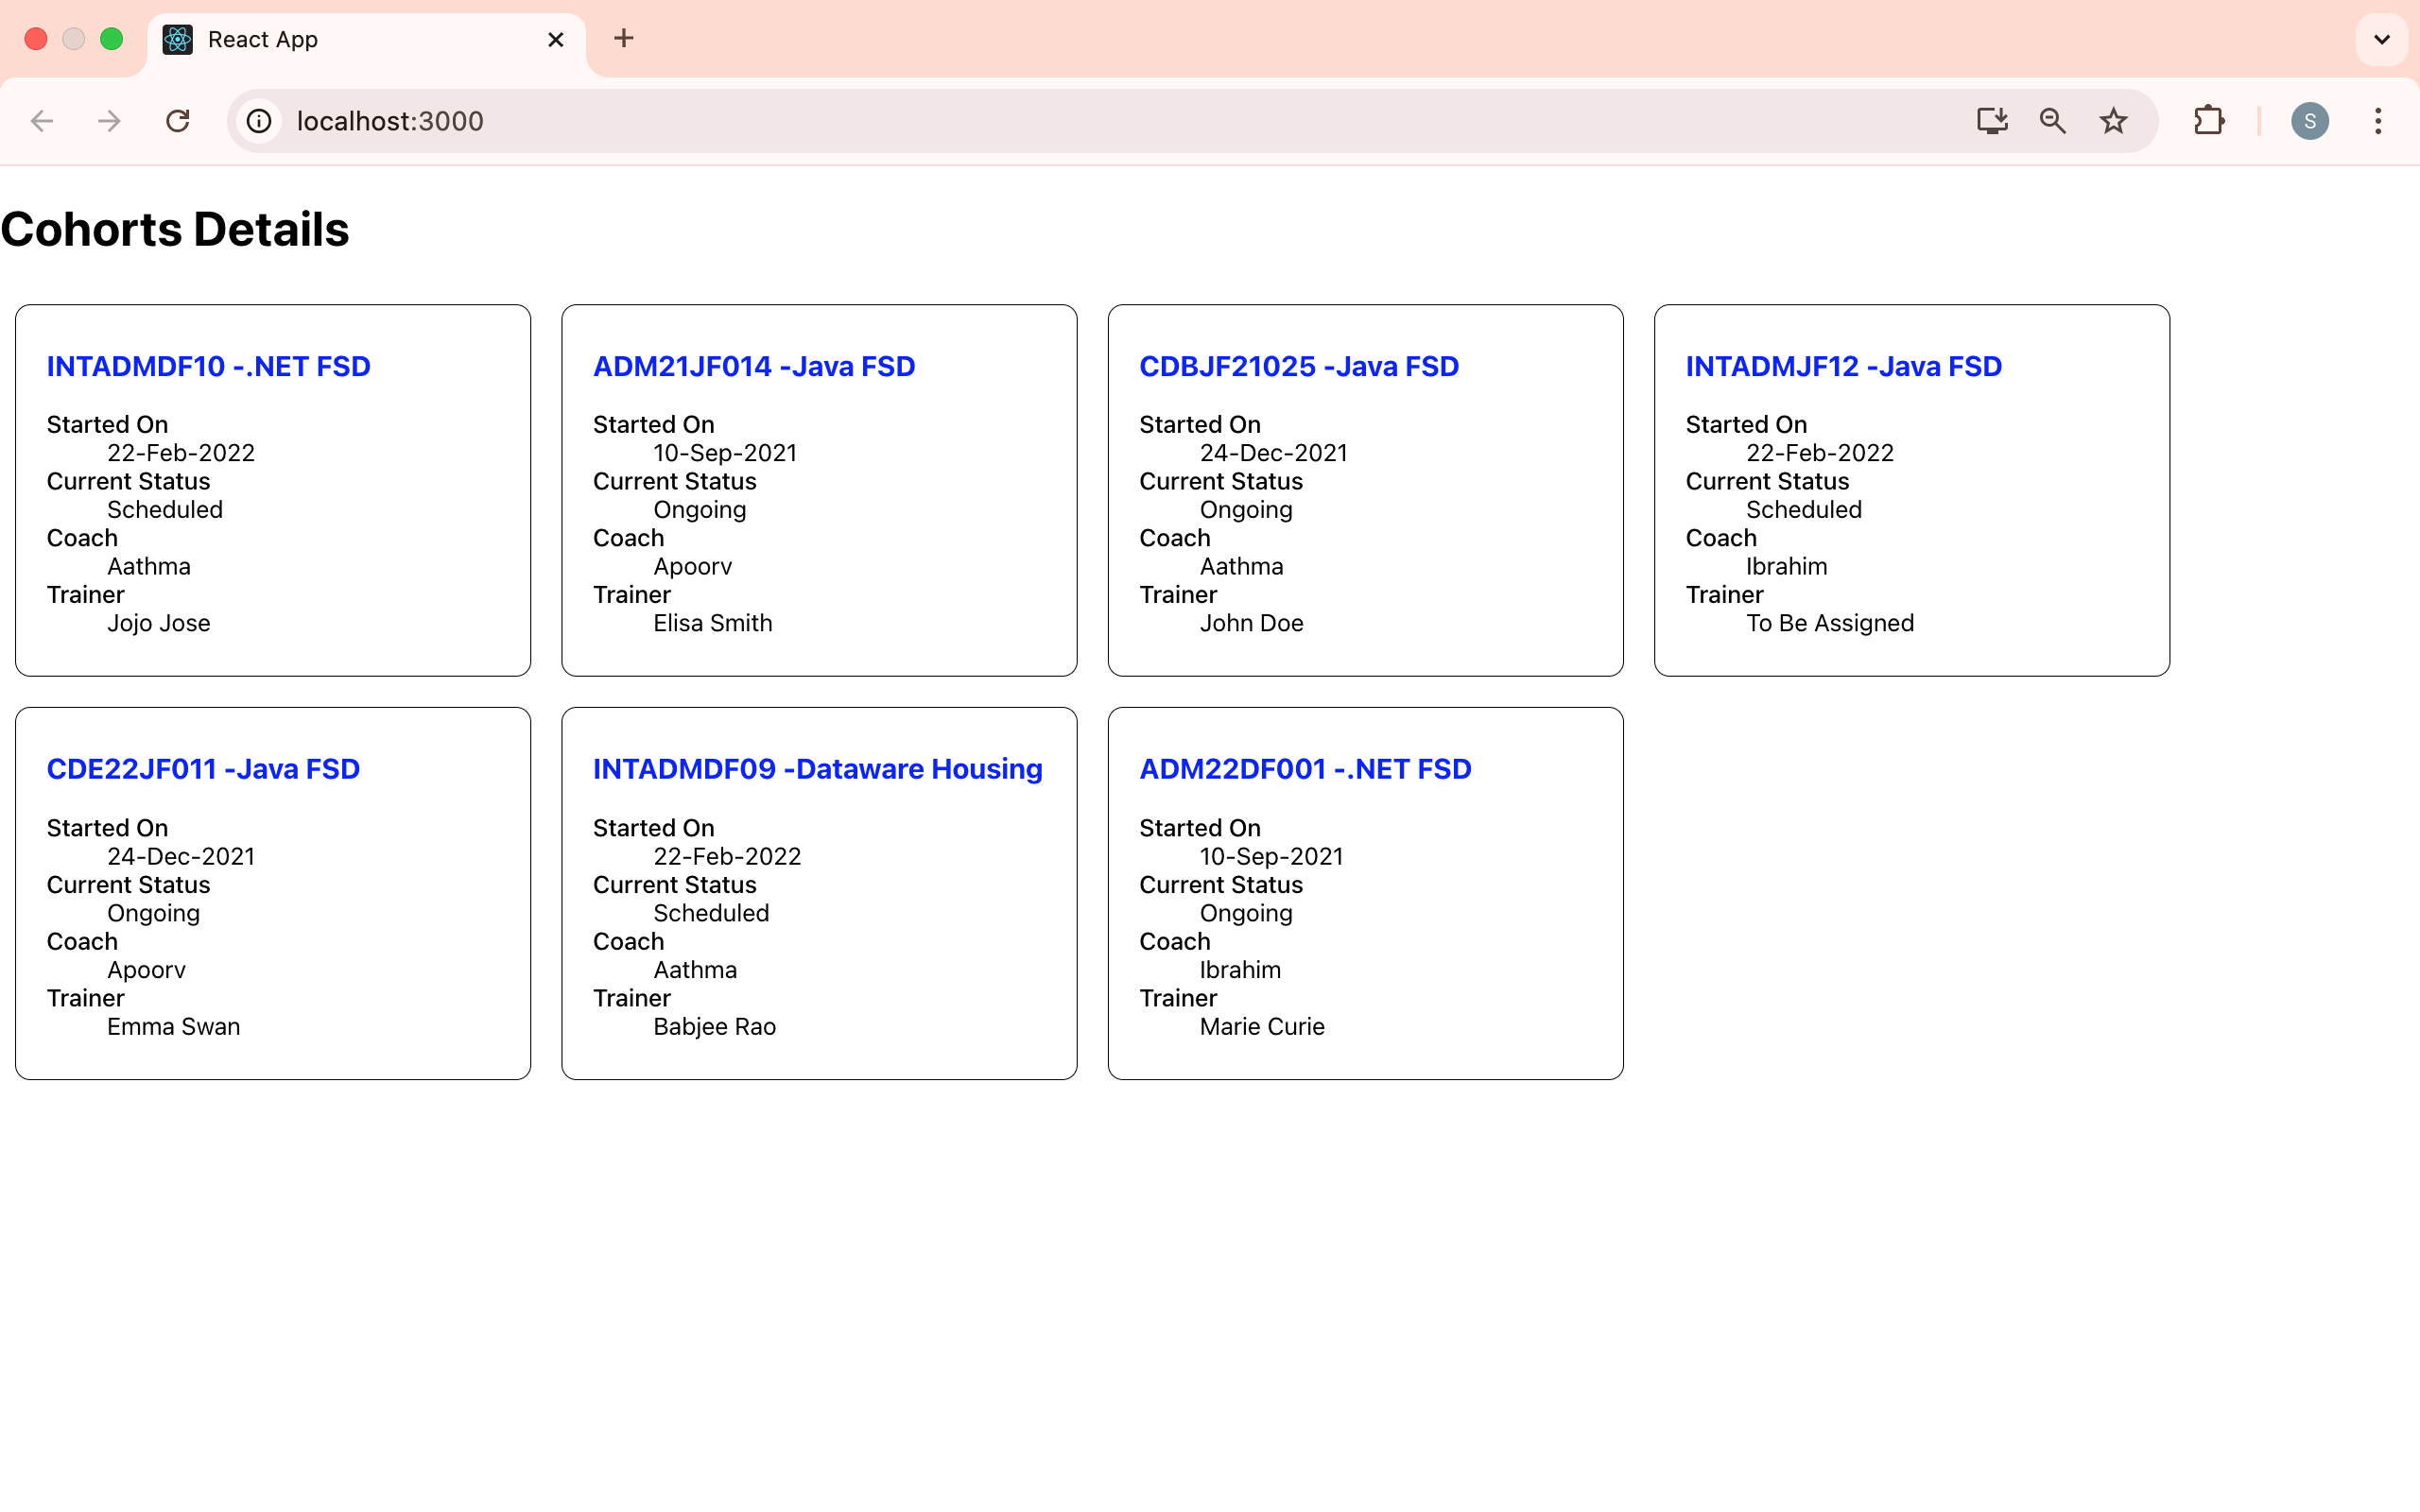 React App
localhost:3000
S
Cohorts Details
INTADMDF10 -.NET FSD
Started On
22-Feb-2022
Current Status
Scheduled
Coach
Aathma
Trainer
Jojo Jose
ADM21JF014 -Java FSD
Started On
10-Sep-2021
Current Status
Ongoing
Coach
Apoorv
Trainer
Elisa Smith
CDBJF21025 -Java FSD
Started On
24-Dec-2021
Current Status
Ongoing
Coach
Aathma
Trainer
John Doe
INTADMJF12 -Java FSD
Started On
22-Feb-2022
Current Status
Scheduled
Coach
Ibrahim
Trainer
To Be Assigned
CDE22JF011 -Java FSD
Started On
24-Dec-2021
Current Status
Ongoing
Coach
Apoorv
Trainer
Emma Swan
INTADMDF09 -Dataware Housing
Started On
22-Feb-2022
Current Status
Scheduled
Coach
Aathma
Trainer
Babjee Rao
ADM22DF001 -.NET FSD
Started On
10-Sep-2021
Current Status
Ongoing
Coach
Ibrahim
Trainer
Marie Curie